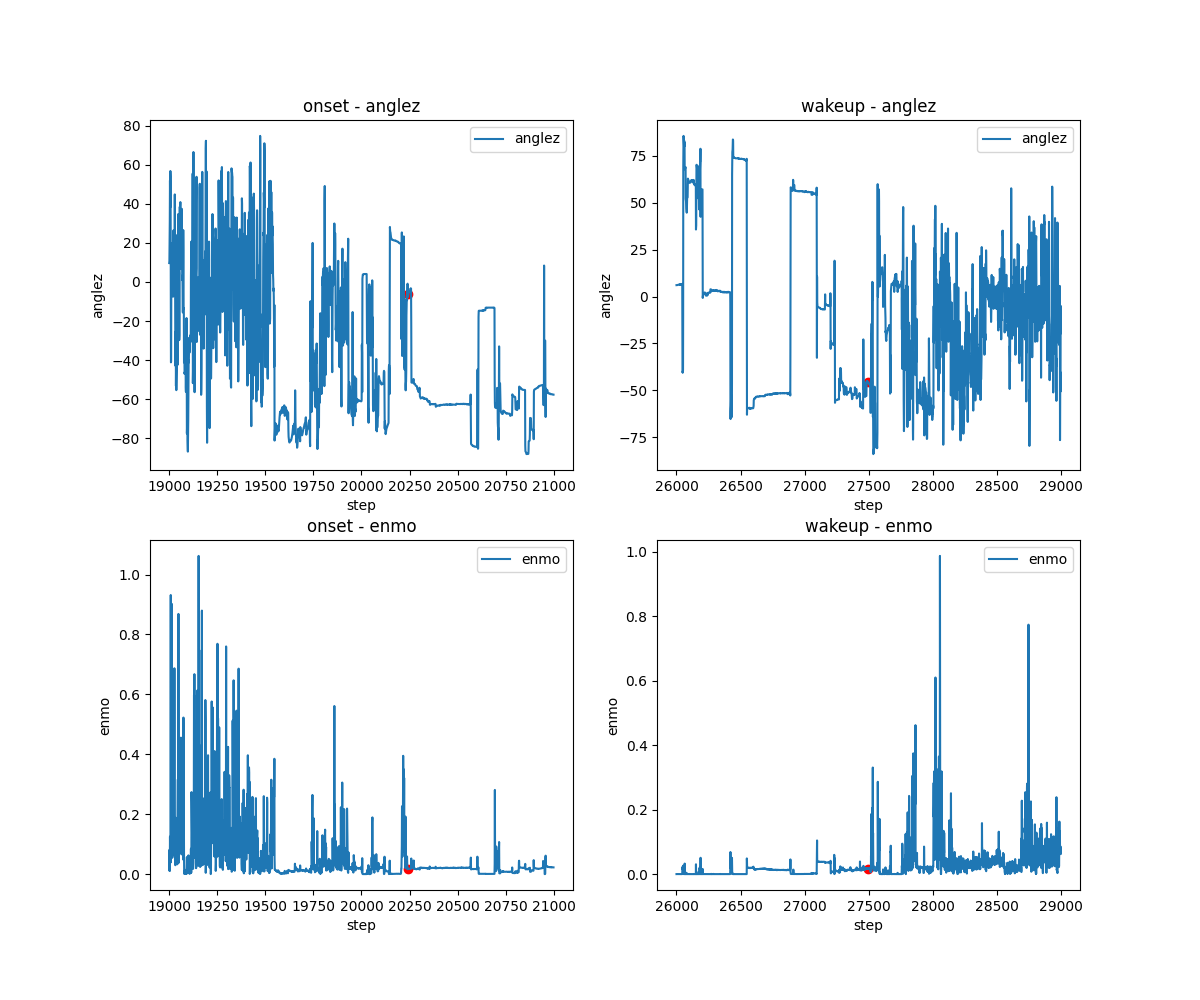 onset - anglez
80
60
40
20
0
−20
−40
−60
−80
anglez
anglez
19000 19250 19500 19750 20000 20250 20500 20750 21000
step
wakeup - anglez
75
50
25
0
−25
−50
−75
anglez
anglez
26000 26500 27000 27500 28000 28500 29000
step
onset - enmo
1.0
0.8
0.6
0.4
0.2
0.0
enmo
enmo
19000 19250 19500 19750 20000 20250 20500 20750 21000
step
wakeup - enmo
1.0
0.8
0.6
0.4
0.2
0.0
enmo
enmo
26000 26500 27000 27500 28000 28500 29000
step